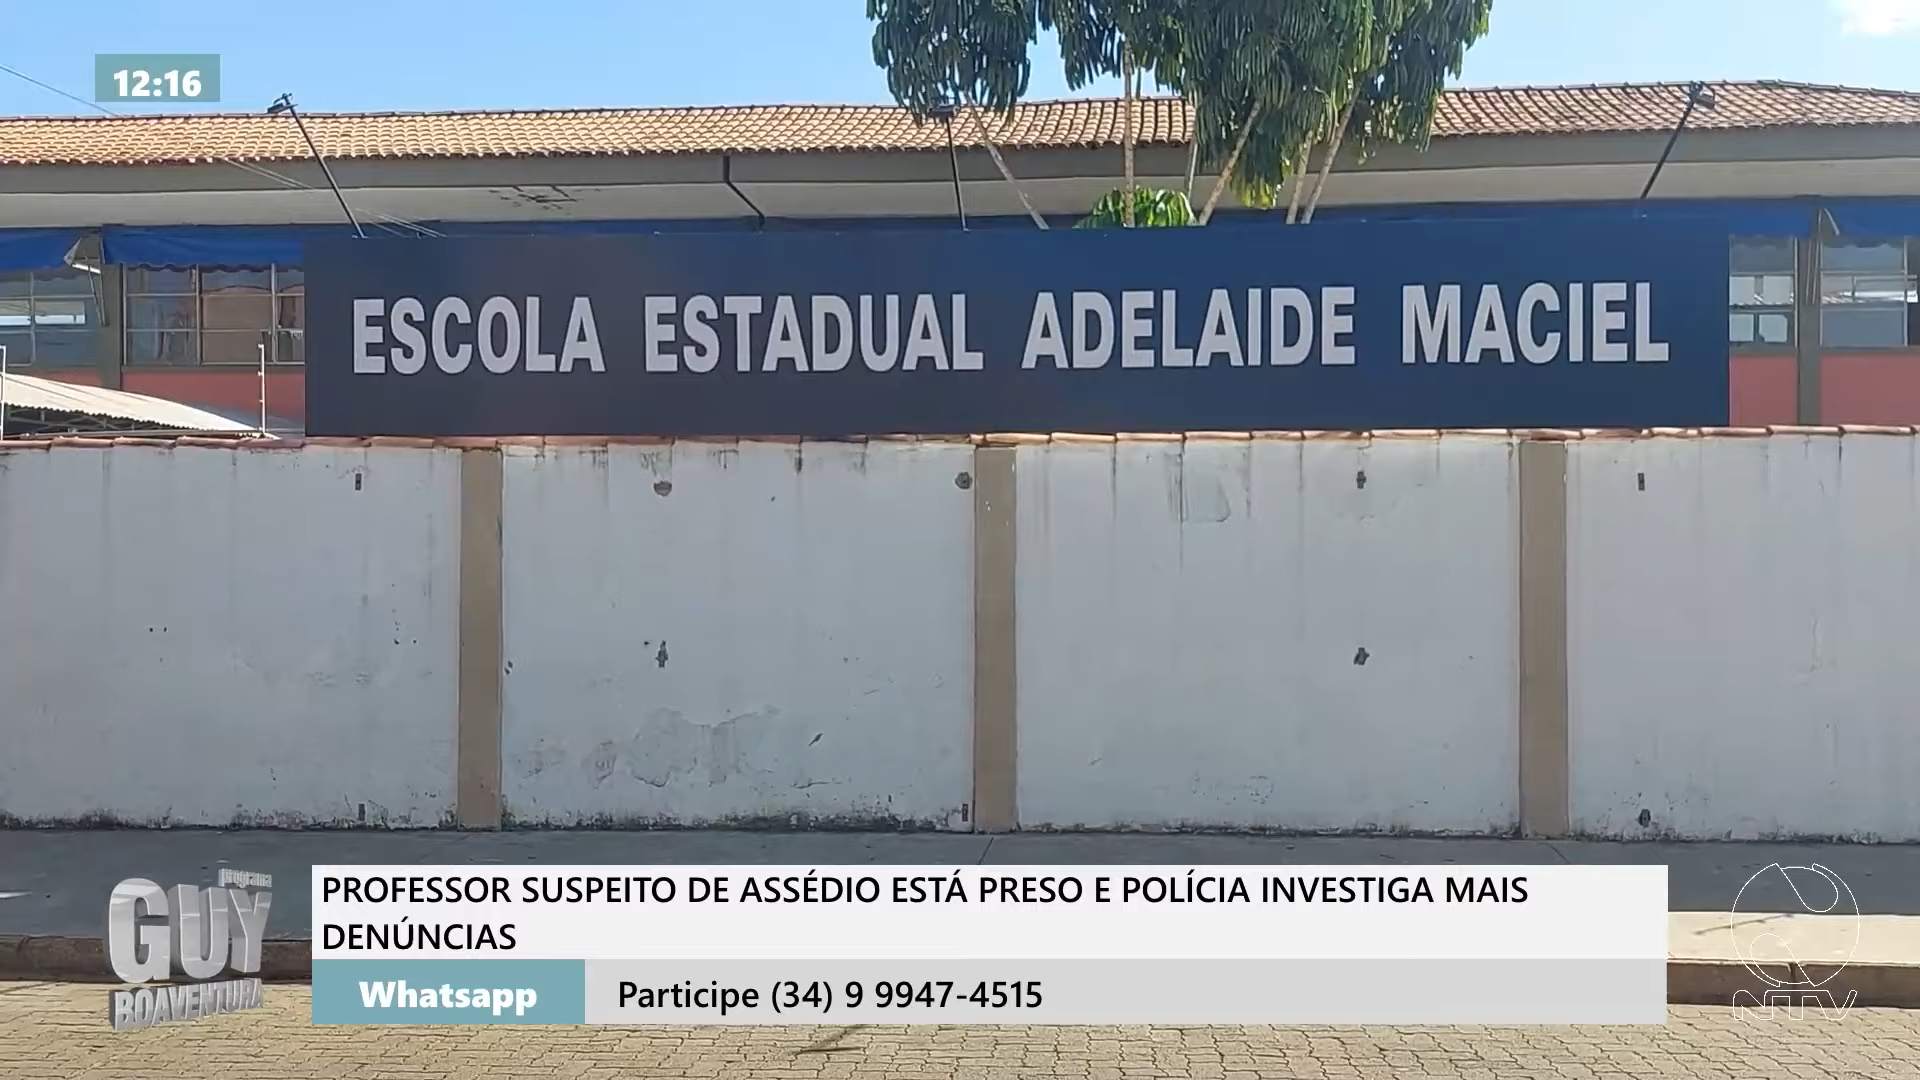 12:16
ESCOLA ESTADUAL ADELAIDE MACIEL
programa
GUY
BOAVENTURA
PROFESSOR SUSPEITO DE ASSÉDIO ESTÁ PRESO E POLÍCIA INVESTIGA MAIS
DENÚNCIAS
Whatsapp
Participe (34) 9 9947-4515
NTV